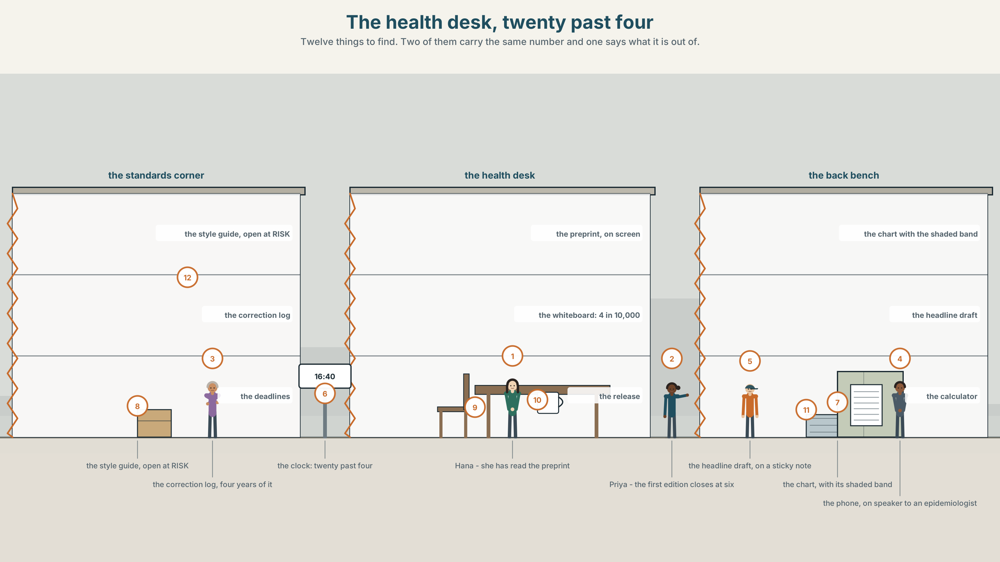 The health desk, twenty past four
Twelve things to find. Two of them carry the same number and one says what it is out of.
the standards corner
the health desk
the back bench
the style guide, open at RISK
the preprint, on screen
the chart with the shaded band
12
the correction log
the whiteboard: 4 in 10,000
the headline draft
3
1
2
5
4
16:40
6
the deadlines
the release
the calculator
8
9
10
11
7
the style guide, open at RISK
the clock: twenty past four
Hana - she has read the preprint
the headline draft, on a sticky note
the correction log, four years of it
Priya - the first edition closes at six
the chart, with its shaded band
the phone, on speaker to an epidemiologist